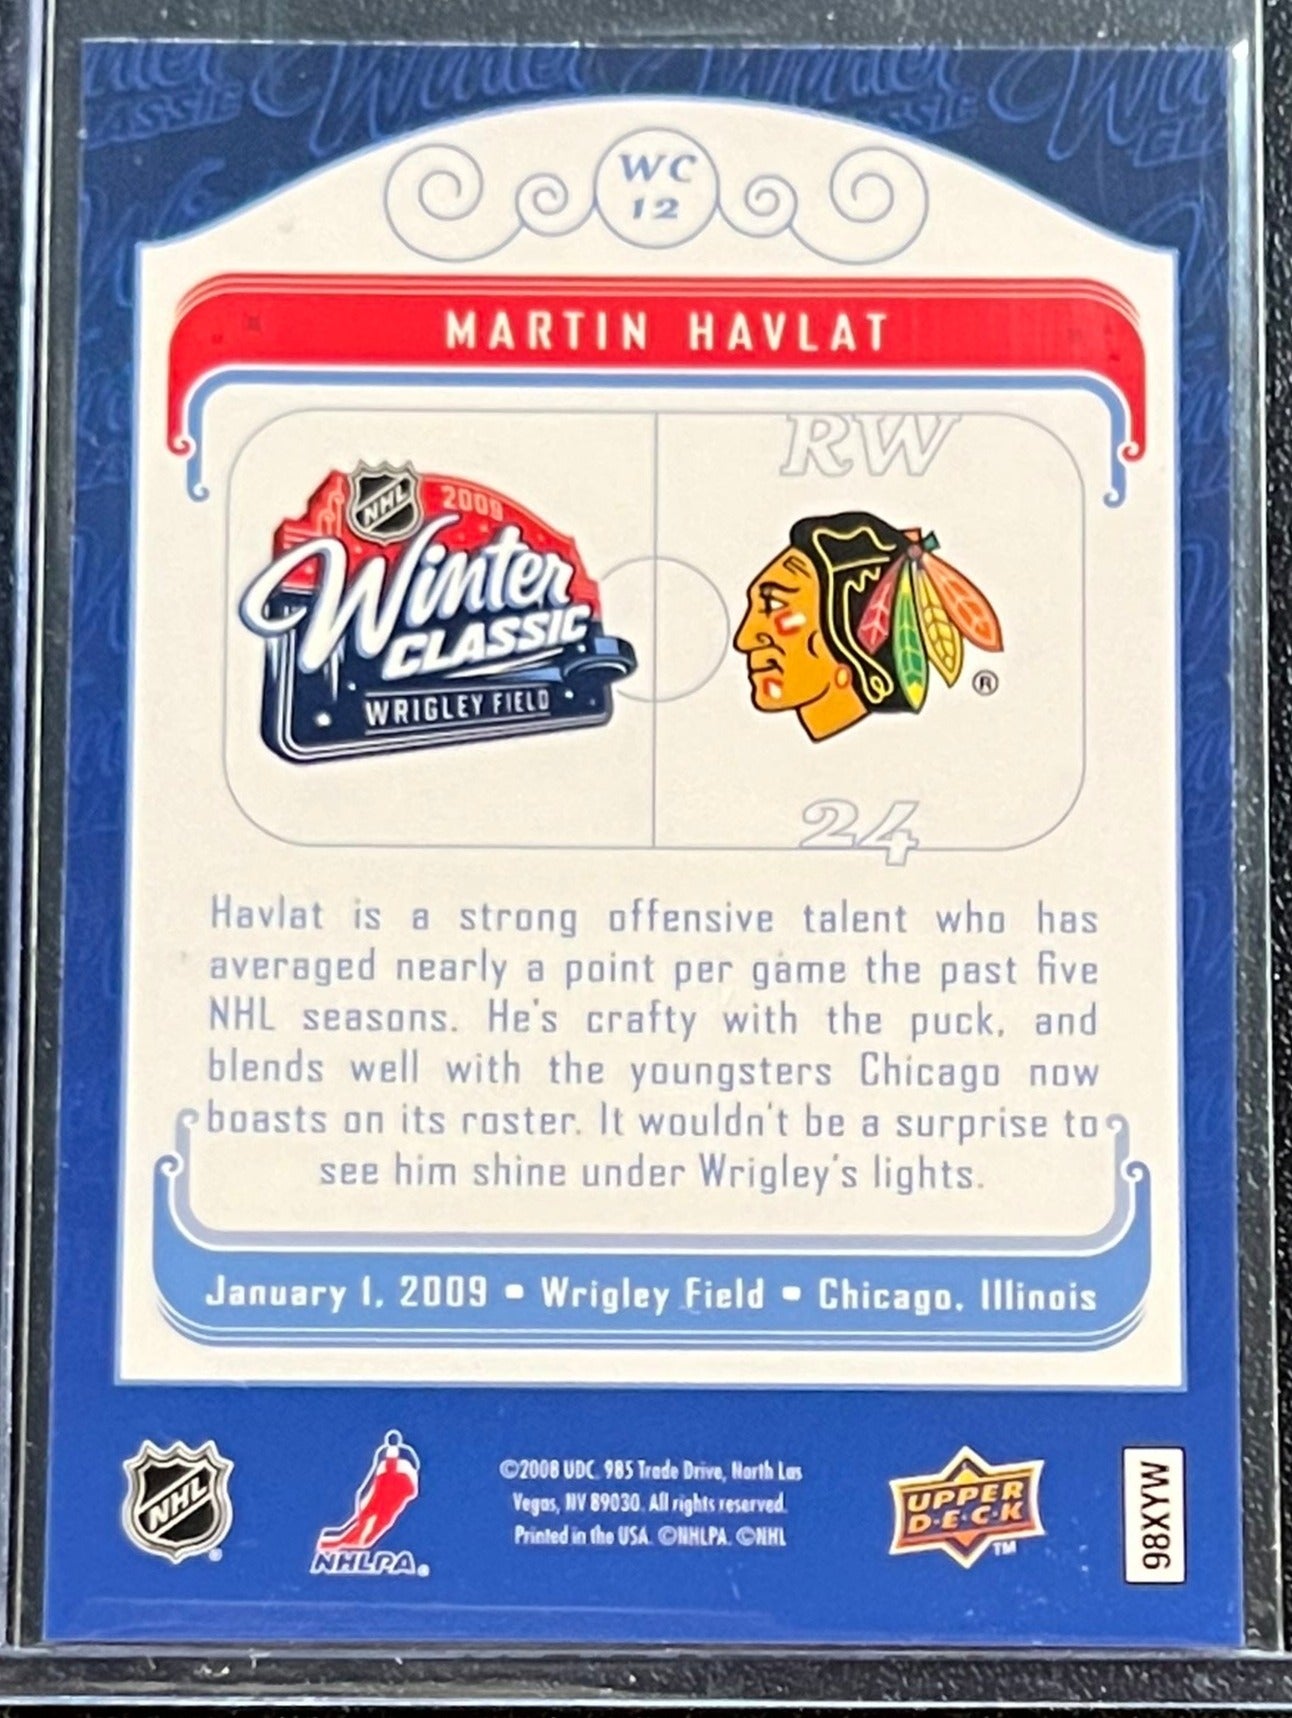 WC
12
MARTIN HAVLAT
RW
NHL
2009
Winter
CLASSIC
WRIGLEY FIELD
®
24
Havlat is a strong offensive talent who has
averaged nearly a point per game the past five
NHL seasons. He's crafty with the puck, and
blends well with the youngsters Chicago now
boasts on its roster. It wouldn't be a surprise to
see him shine under Wrigley's lights.
January 1, 2009 • Wrigley Field • Chicago, Illinois
NHL
®
NHLPA®
©2008 UDC. 985 Trade Drive, North Las
Vegas, NV 89030. All rights reserved.
Printed in the USA. ©NHLPA. ©NHL
UPPER
D·E·C·K
TM
MYX86